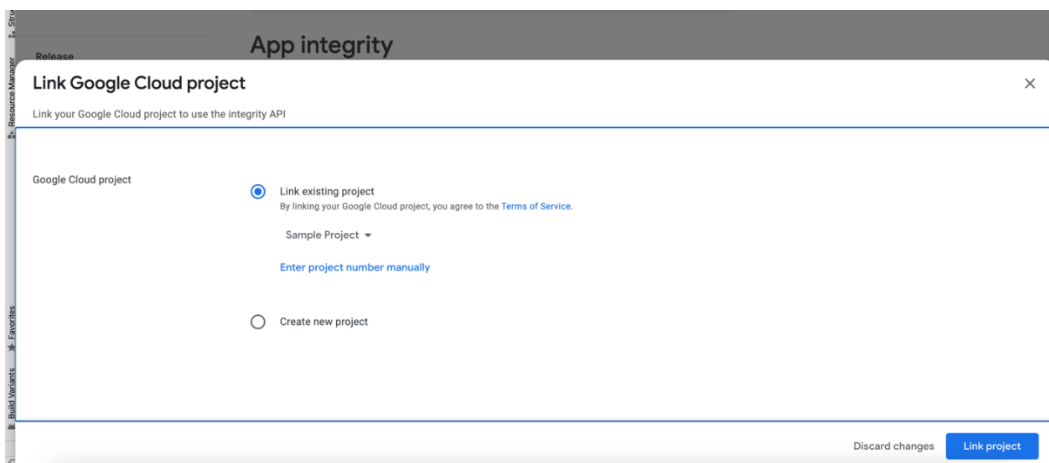 Stru
Resource Manager
Favorites
Build Variants
Release
App integrity
Link Google Cloud project
Link your Google Cloud project to use the integrity API
Google Cloud project
Link existing project
By linking your Google Cloud project, you agree to the Terms of Service.
Sample Project
Enter project number manually
Create new project
Discard changes
Link project